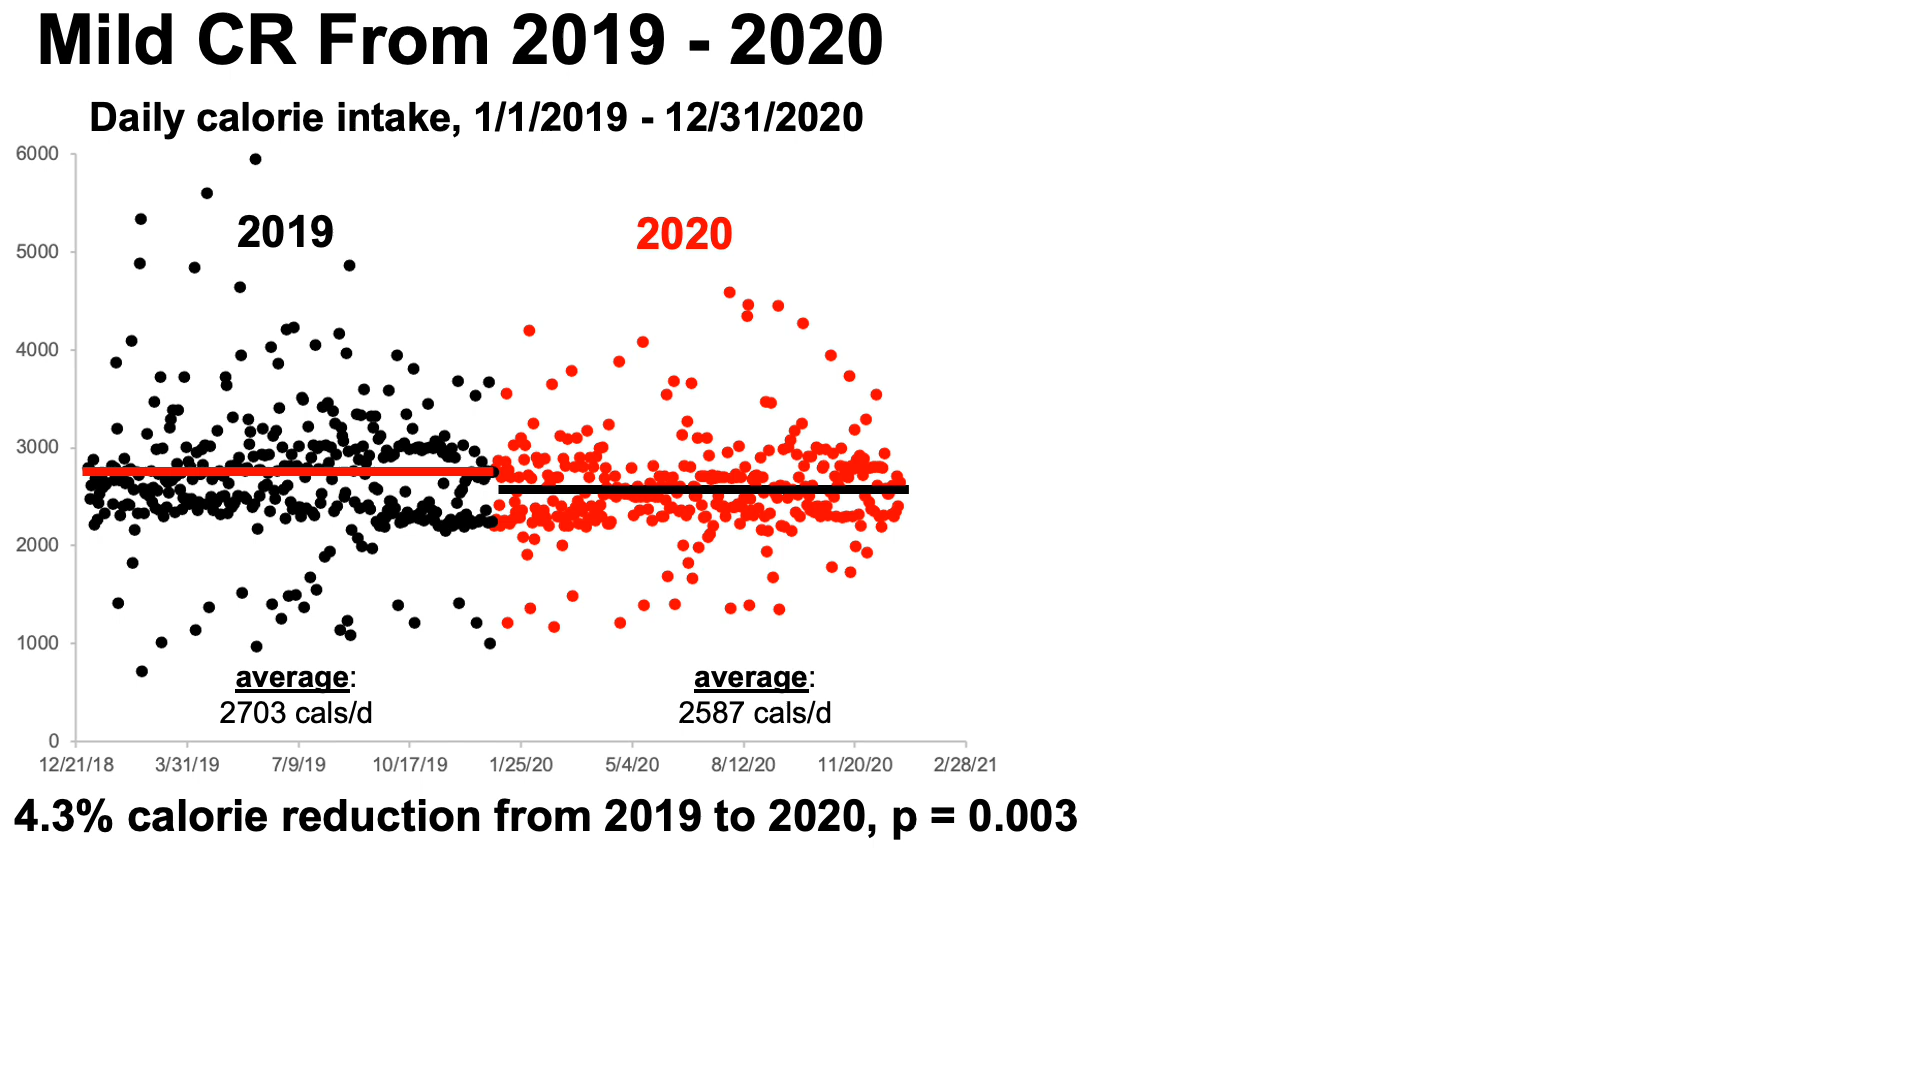 Mild CR From 2019 - 2020
Daily calorie intake, 1/1/2019 - 12/31/2020
6000
5000
4000
3000
2000
1000
0
2019
2020
average:
2703 cals/d
average:
2587 cals/d
12/21/18 3/31/19 7/9/19 10/17/19 1/25/20 5/4/20 8/12/20 11/20/20 2/28/21
4.3% calorie reduction from 2019 to 2020, p = 0.003